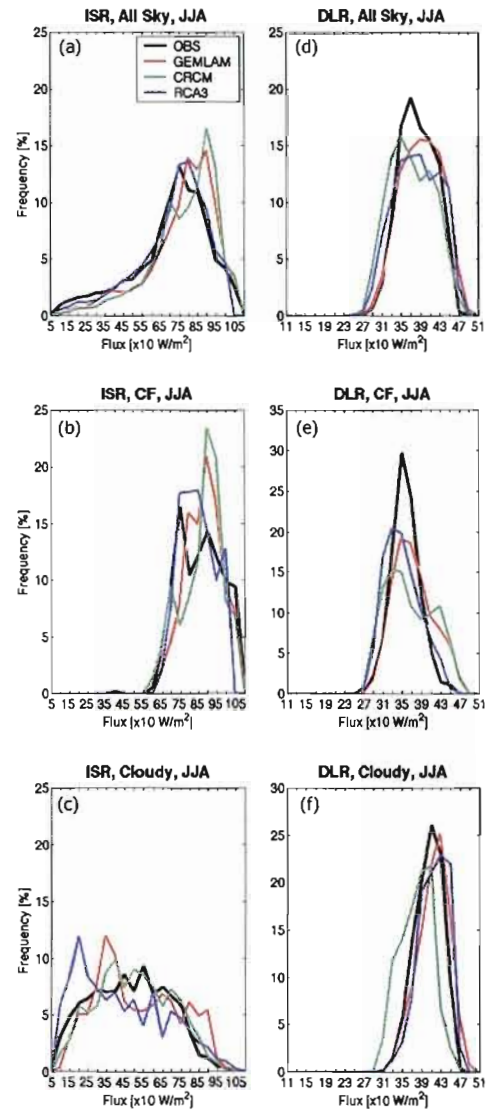 ISR, All Sky, JJA
(a)
OBS
GEMLAM
CRCM
RCA3
Frequency [%]
25
20
15
10
5
0
5 15 25 35 45 55 65 75 85 95 105
Flux [x10 W/m²]
DLR, All Sky, JJA
(d)
25
20
15
10
5
0
11 15 19 23 27 31 35 39 43 47 51
Flux [x10 W/m²]
ISR, CF, JJA
(b)
Frequency [%]
25
20
15
10
5
0
5 15 25 35 45 55 65 75 85 95 105
Flux [x10 W/m²]
DLR, CF, JJA
(e)
30
25
20
15
10
5
0
11 15 19 23 27 31 35 39 43 47 51
Flux [x10 W/m²]
ISR, Cloudy, JJA
(c)
Frequency [%]
25
20
15
10
5
0
5 15 25 35 45 55 65 75 85 95 105
Flux [x10 W/m²]
DLR, Cloudy, JJA
(f)
30
25
20
15
10
5
0
11 15 19 23 27 31 35 39 43 47 51
Flux [x10 W/m²]